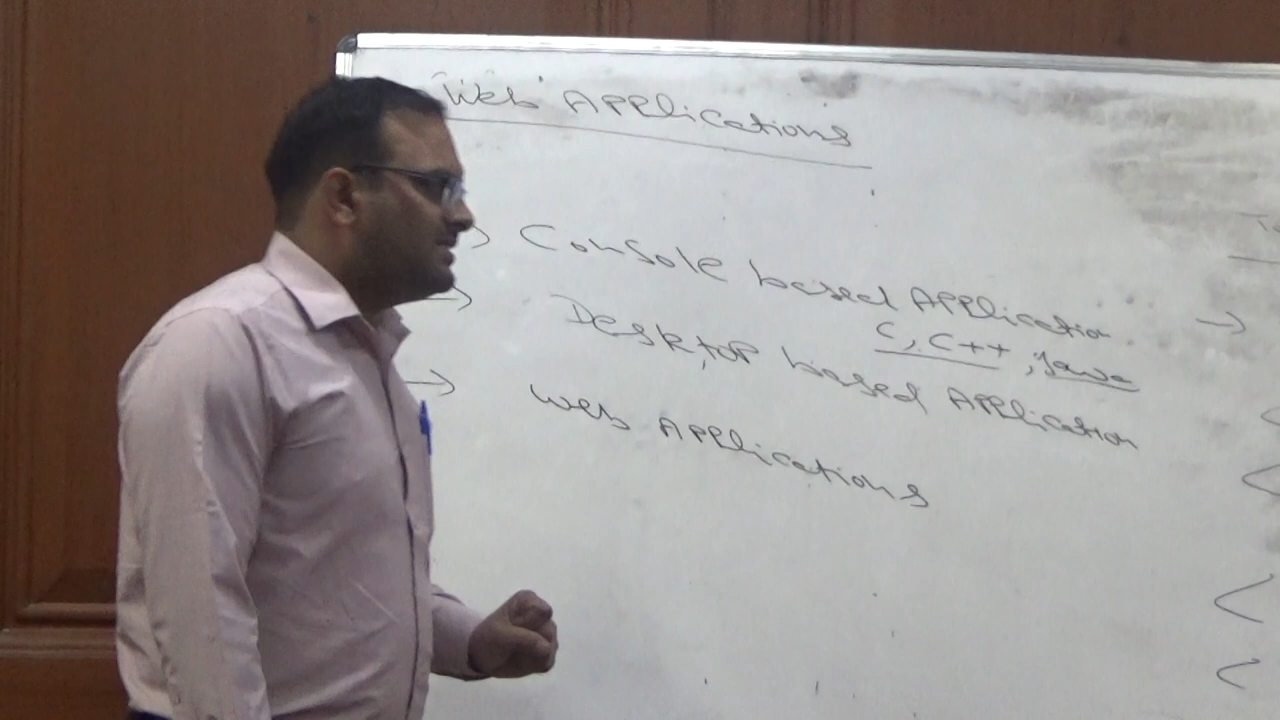 "Web" Applications
→ Console based Application
C, C++, Java
→ Desktop based Application
→ Web Applications
→